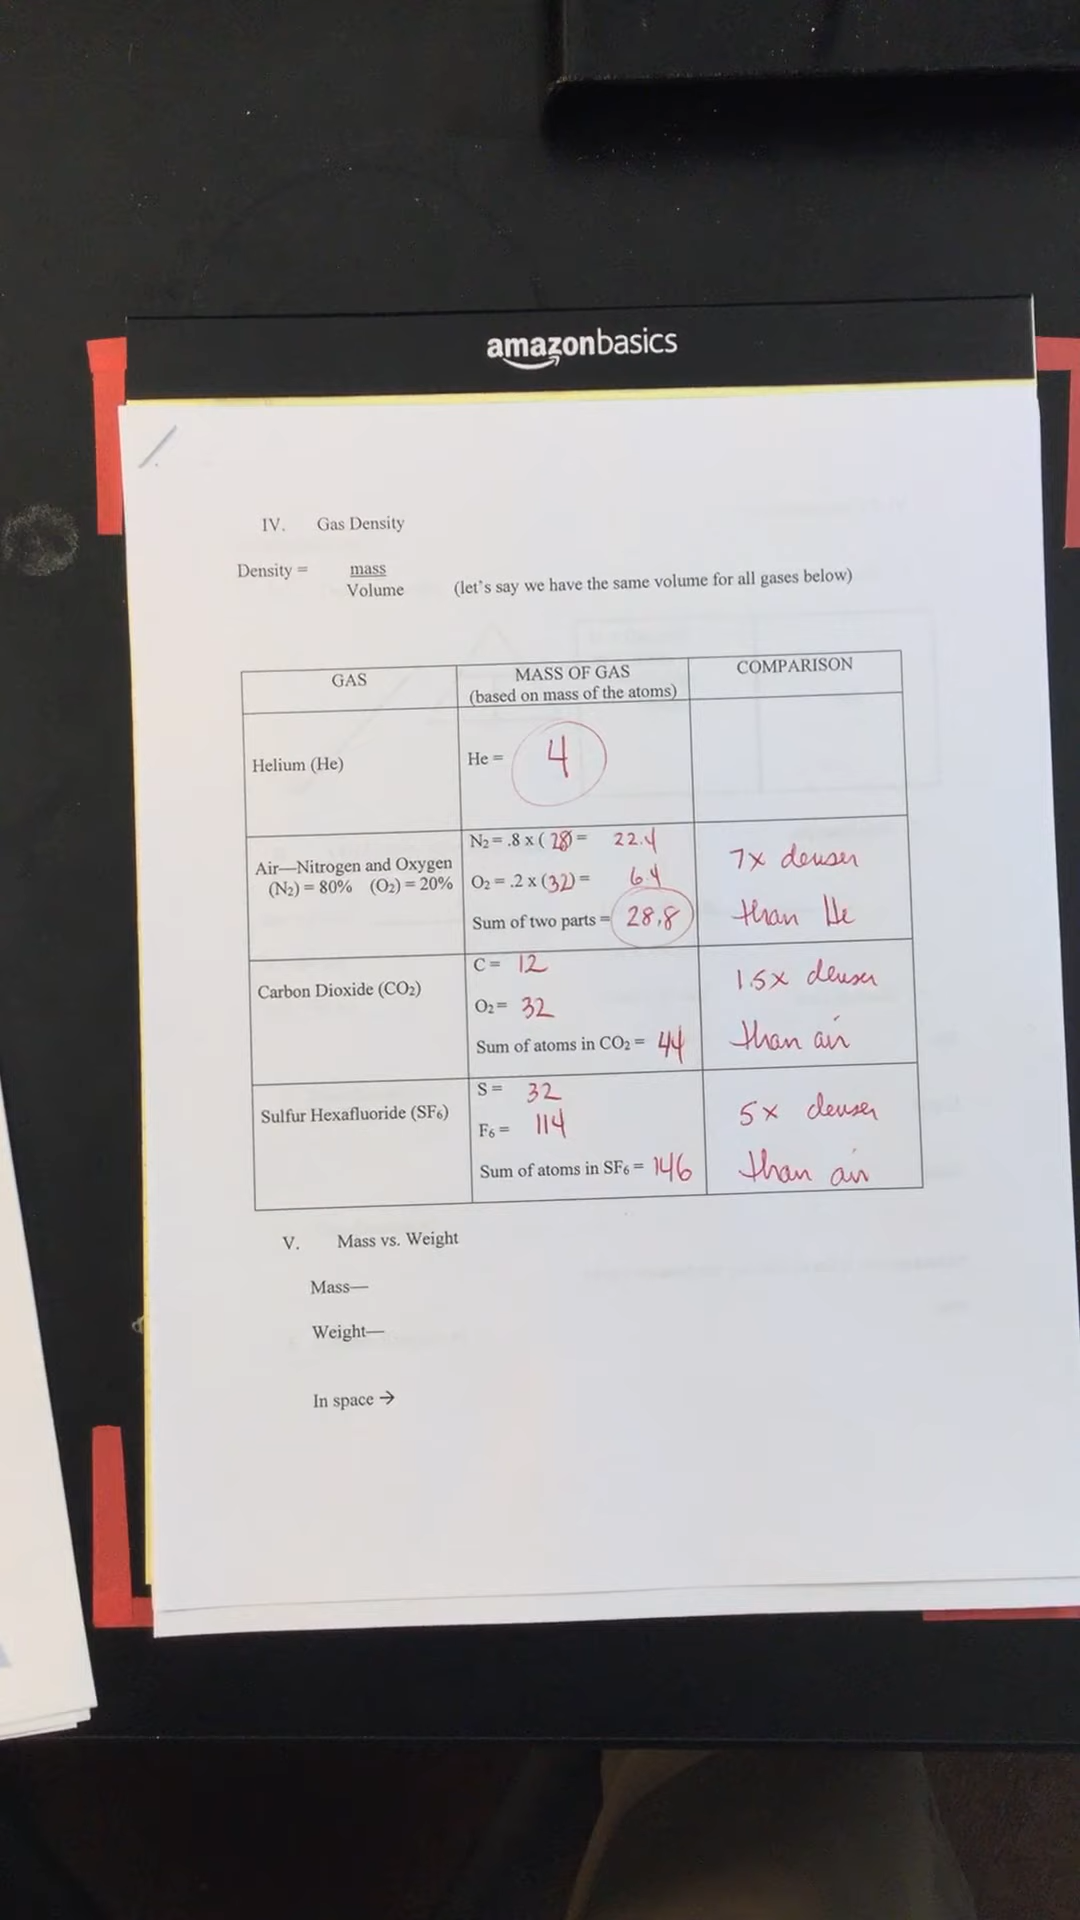 amazonbasics
IV. Gas Density
Density = mass
Volume (let's say we have the same volume for all gases below)
GAS
MASS OF GAS
(based on mass of the atoms)
COMPARISON
Helium (He)
He = 4
Air—Nitrogen and Oxygen
(N2) = 80% (O2) = 20%
N2 = .8 x (28) = 22.4
O2 = .2 x (32) = 6.4
Sum of two parts = 28.8
7x denser
than He
Carbon Dioxide (CO2)
C = 12
O2 = 32
Sum of atoms in CO2 = 44
1.5x denser
than air
Sulfur Hexafluoride (SF6)
S = 32
F6 = 114
Sum of atoms in SF6 = 146
5x denser
than air
V. Mass vs. Weight
Mass—
Weight—
In space →